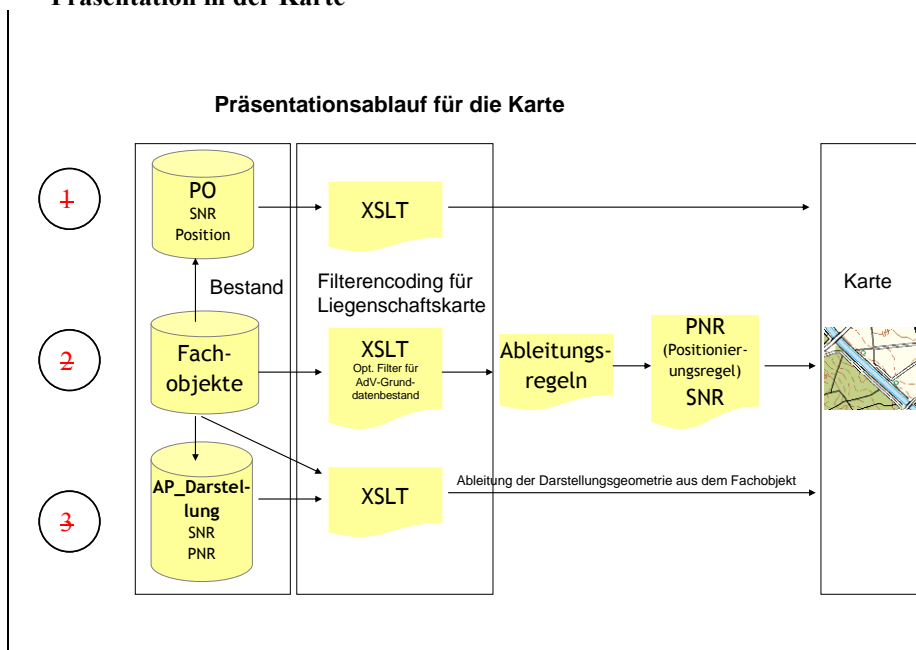 Präsentation in der Karte
Präsentationsablauf für die Karte
1
PO
SNR
Position
XSLT
Bestand
Filterencoding für
Liegenschaftskarte
Karte
2
Fach-
objekte
XSLT
Opt. Filter für
AdV-Grund-
datenbestand
Ableitungs-
regeln
PNR
(Positionier-
ungsregel)
SNR
3
AP_Darstel-
lung
SNR
PNR
XSLT
Ableitung der Darstellungsgeometrie aus dem Fachobjekt